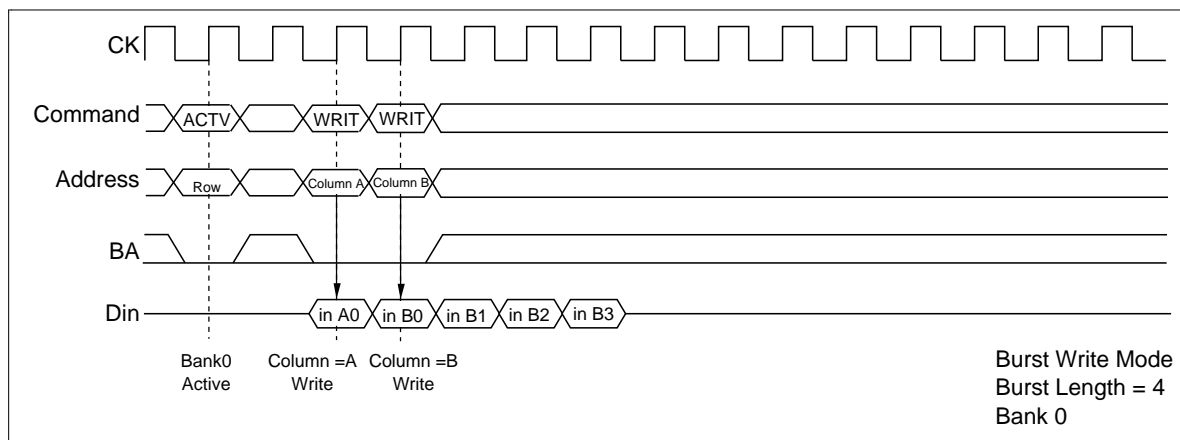 CK
Command ACTV WRIT WRIT
Address Row Column A Column B
BA
Din in A0 in B0 in B1 in B2 in B3
Bank0 Column =A Column =B
Active Write Write
Burst Write Mode
Burst Length = 4
Bank 0